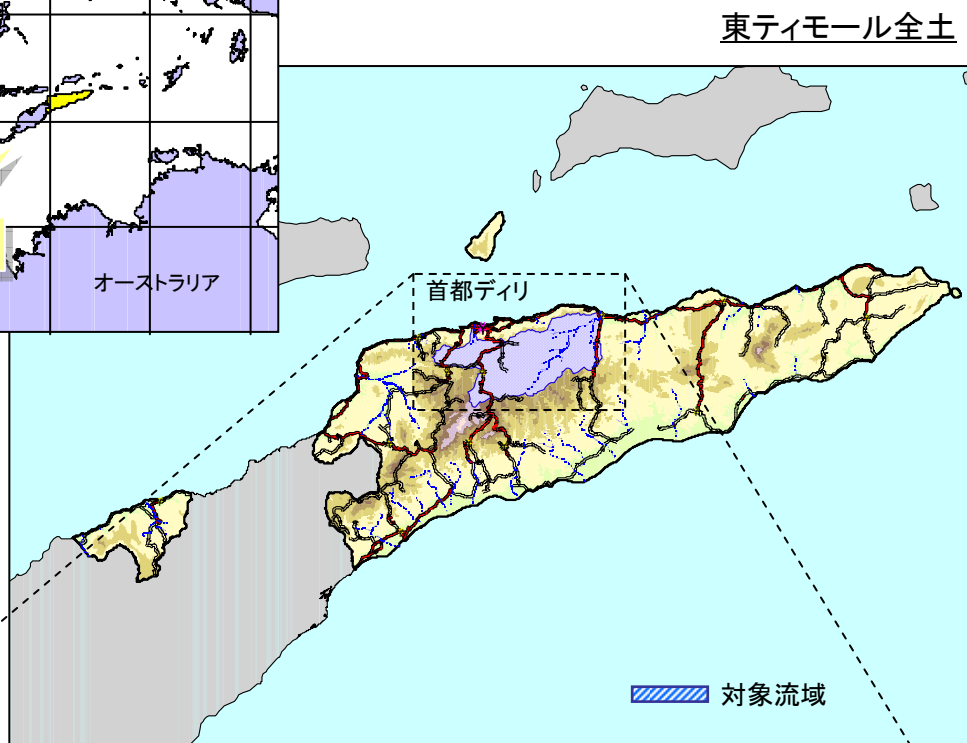 東ティモール全土
オーストラリア
首都ディリ
対象流域